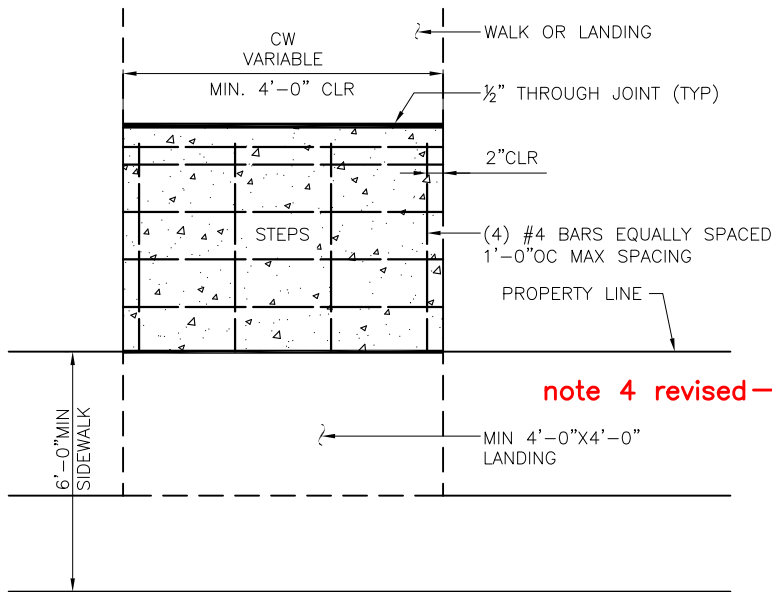 CW
VARIABLE
MIN. 4'-0" CLR
WALK OR LANDING
½" THROUGH JOINT (TYP)
2"CLR
STEPS
(4) #4 BARS EQUALLY SPACED
1'-0"OC MAX SPACING
PROPERTY LINE
note 4 revised
6'-0"MIN
SIDEWALK
MIN 4'-0"X4'-0"
LANDING